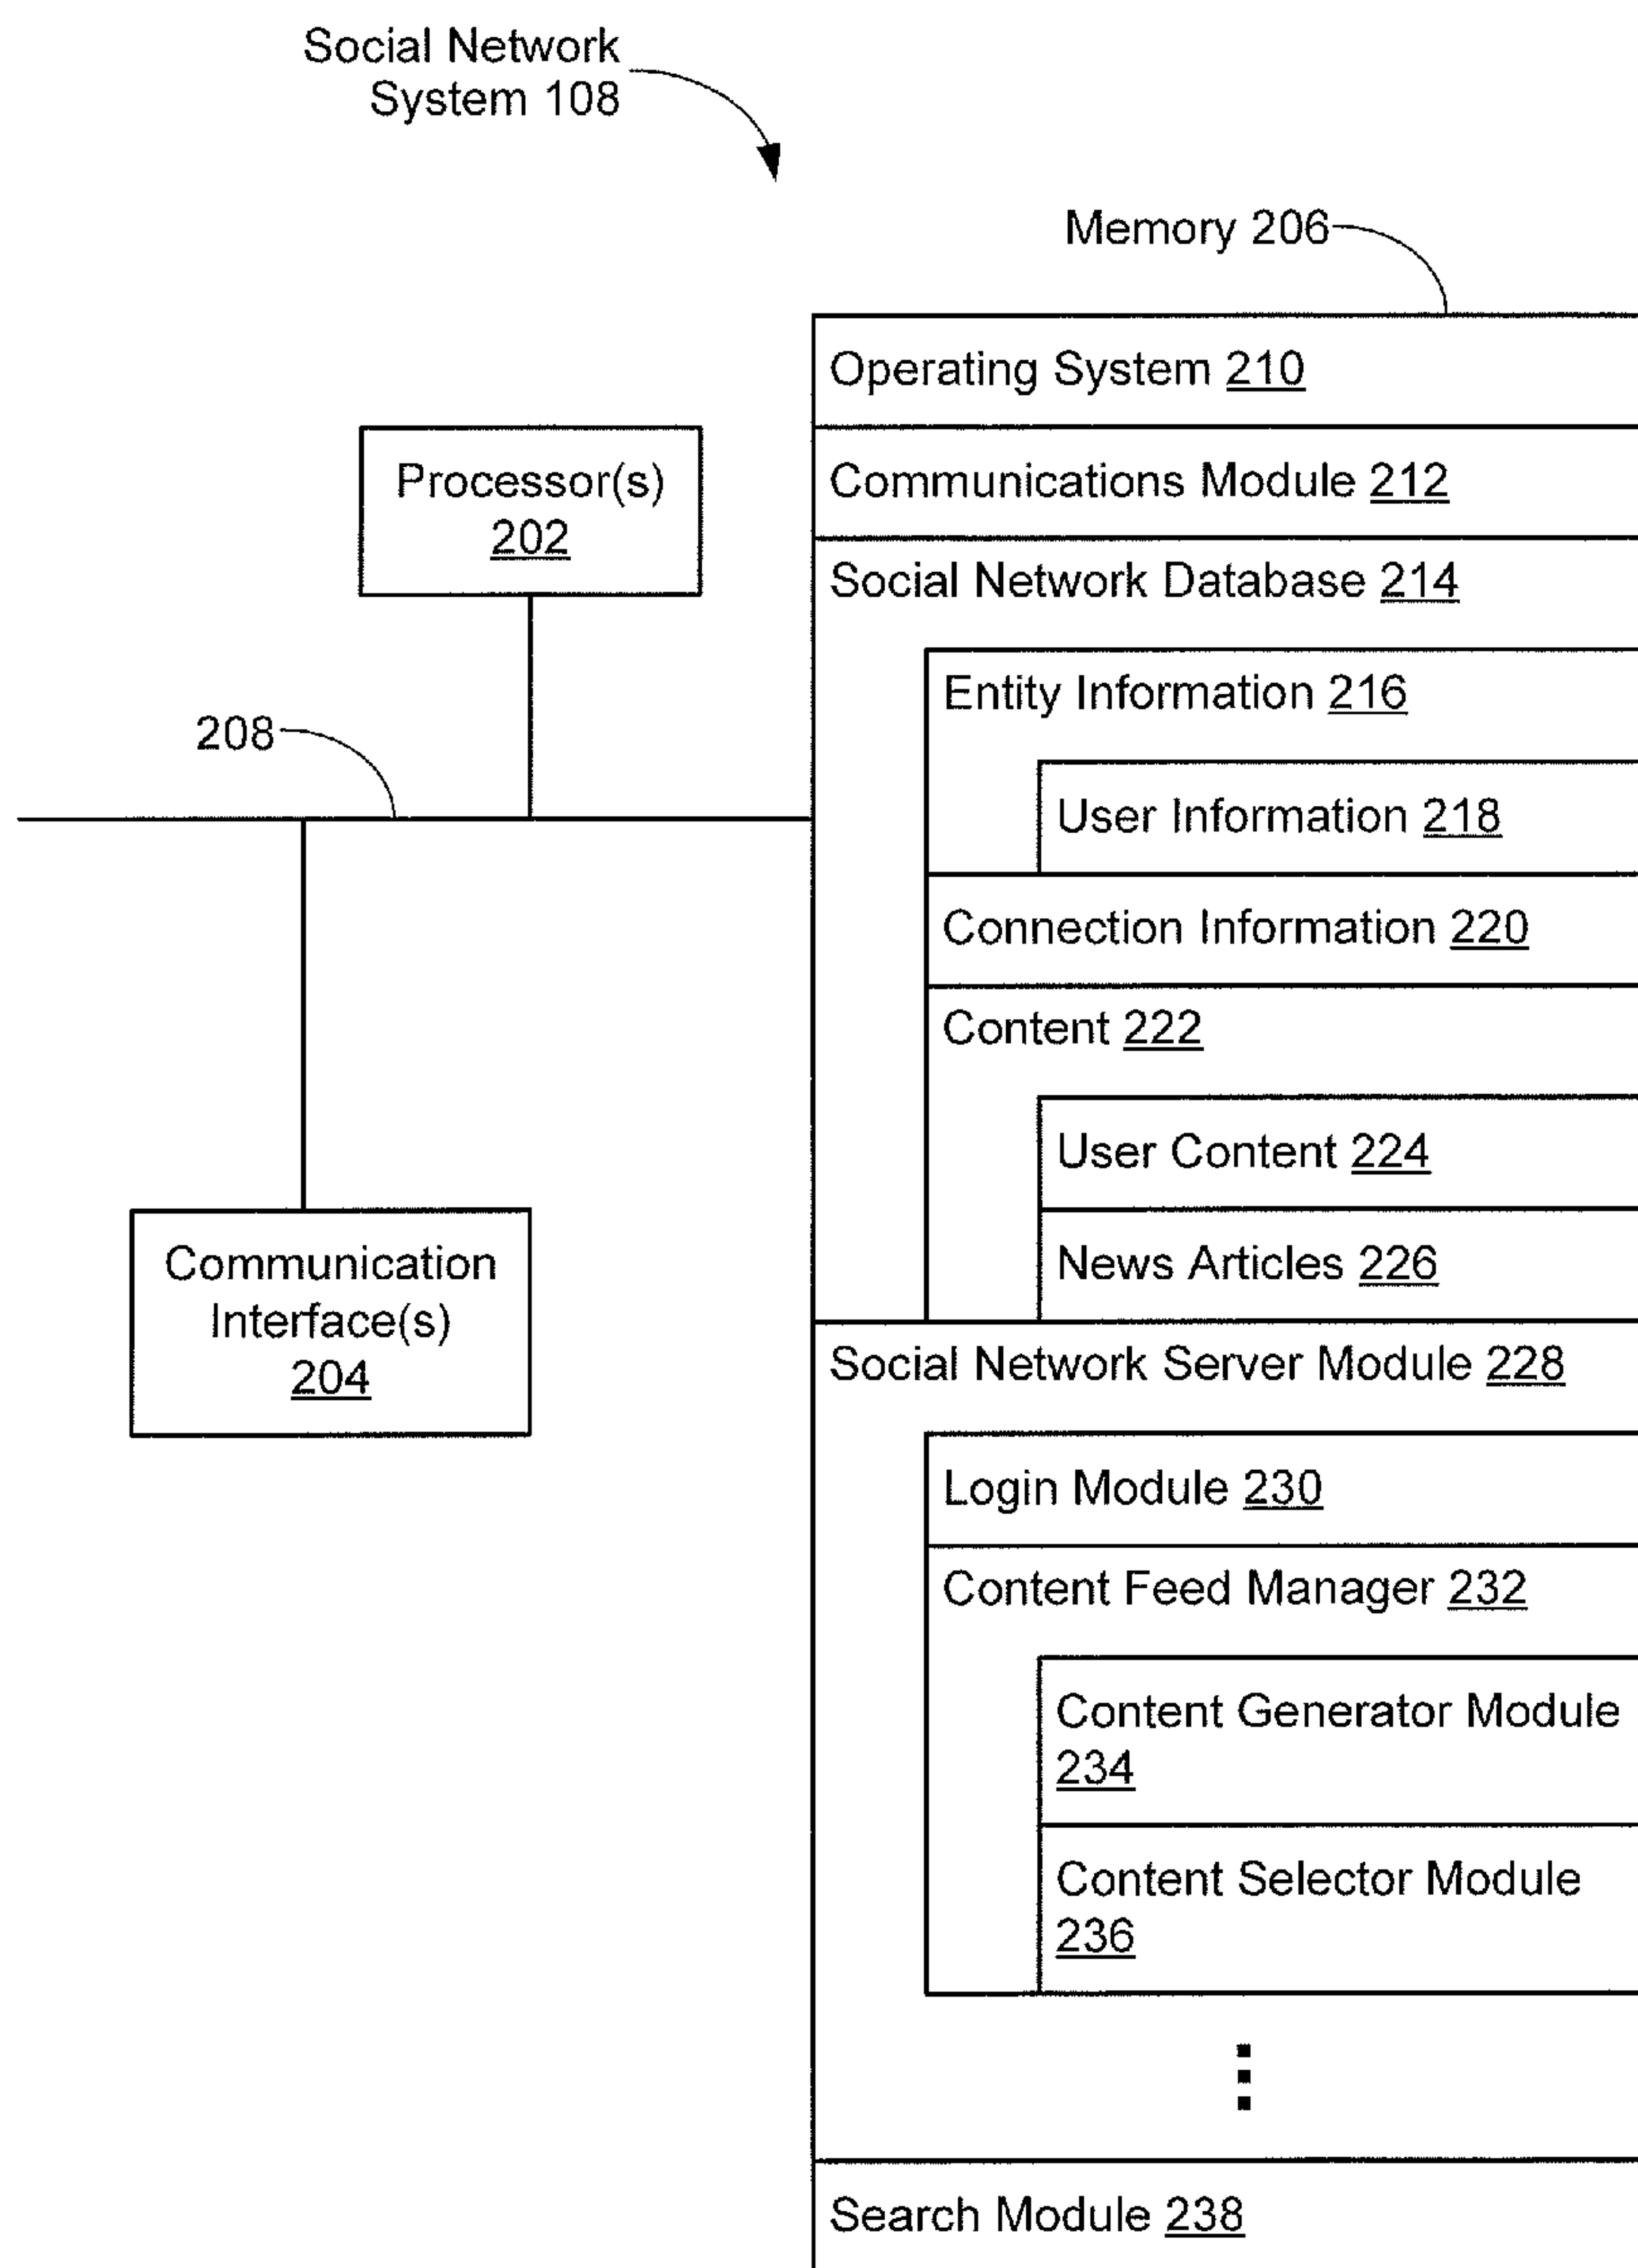 Social Network
System 108
Memory 206
Operating System 210
Processor(s)
202
Communications Module 212
Social Network Database 214
Entity Information 216
208
User Information 218
Connection Information 220
Content 222
User Content 224
Communication
Interface(s)
204
News Articles 226
Social Network Server Module 228
Login Module 230
Content Feed Manager 232
Content Generator Module
234
Content Selector Module
236
Search Module 238